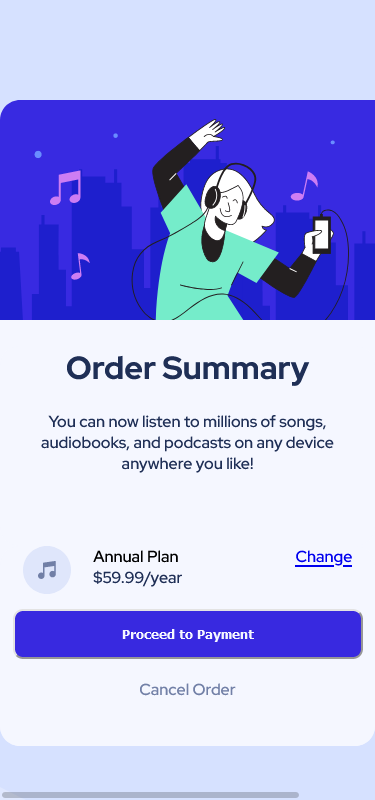 Order Summary
You can now listen to millions of songs,
audiobooks, and podcasts on any device
anywhere you like!
Annual Plan
Change
$59.99/year
Proceed to Payment
Cancel Order